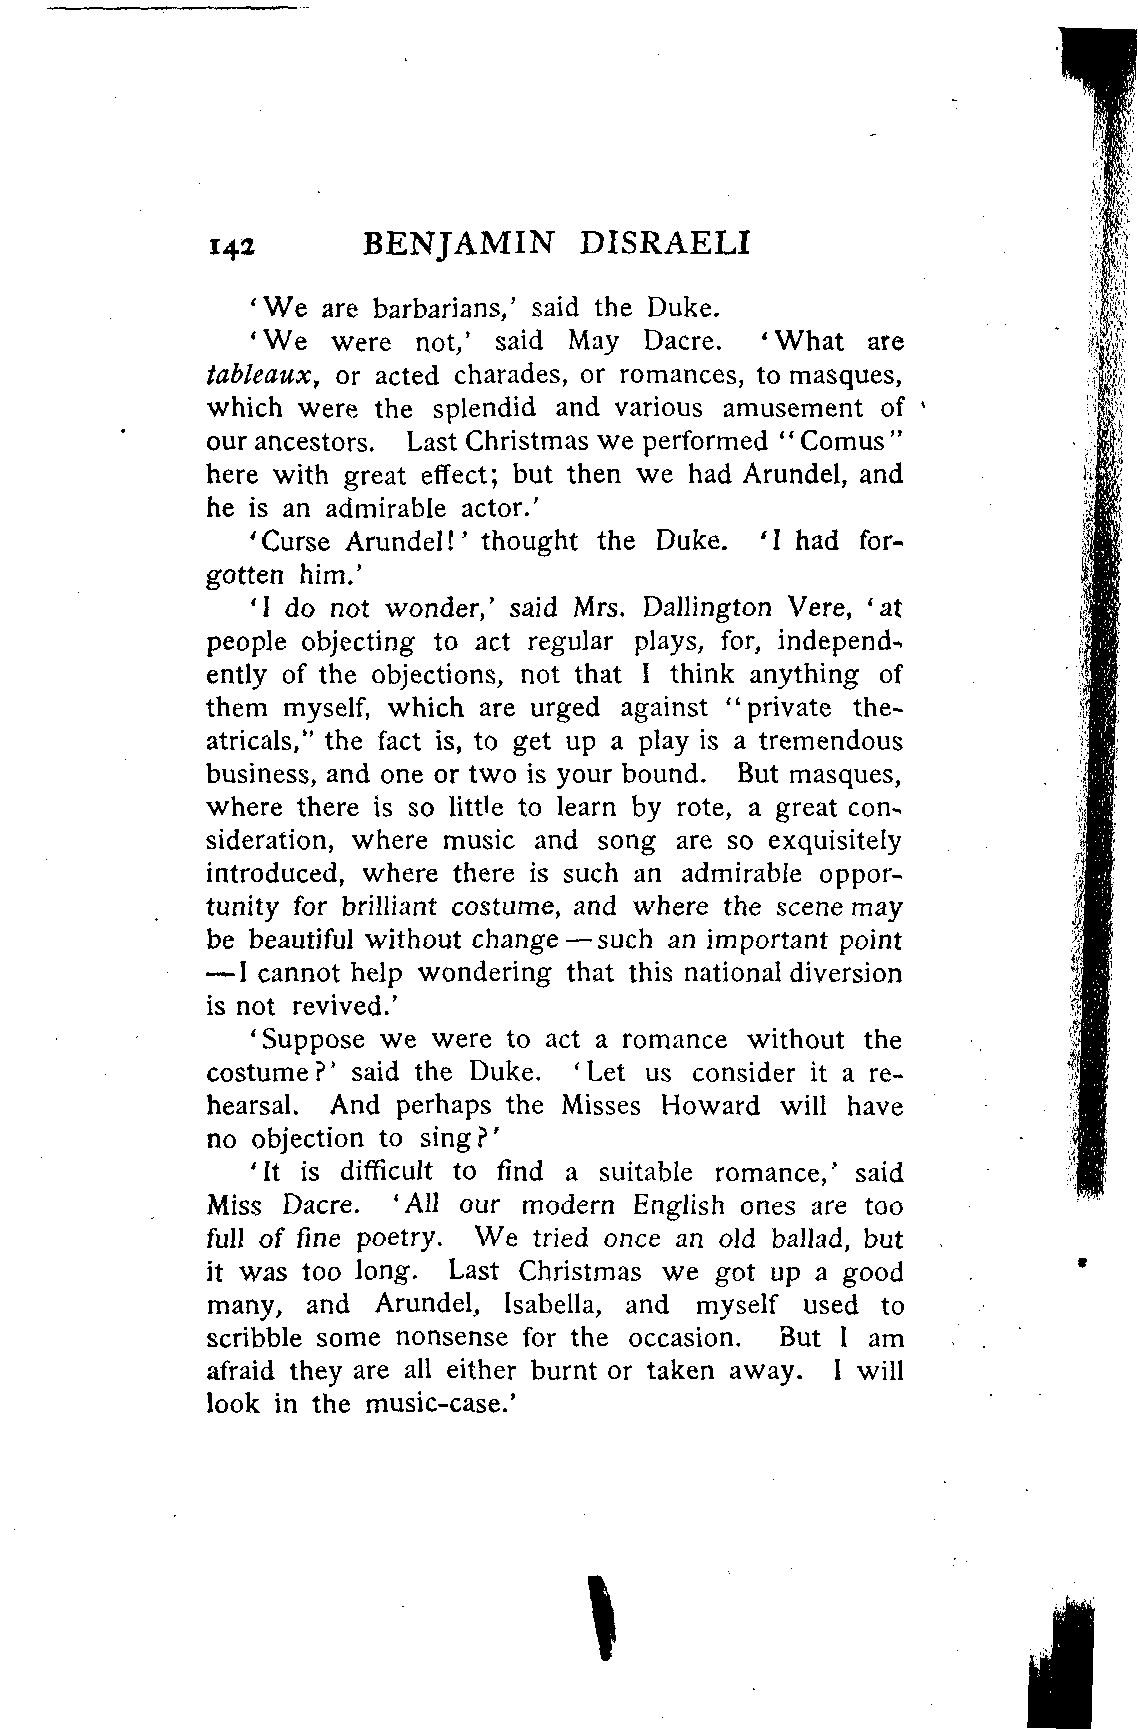 142 BENJAMIN DISRAELI
'We are barbarians,' said the Duke.
'We were not,' said May Dacre. 'What are
tableaux, or acted charades, or romances, to masques,
which were the splendid and various amusement of
our ancestors. Last Christmas we performed "Comus"
here with great effect; but then we had Arundel, and
he is an admirable actor.'
'Curse Arundel!' thought the Duke. 'I had for-
gotten him.'
'I do not wonder,' said Mrs. Dallington Vere, 'at
people objecting to act regular plays, for, independ-
ently of the objections, not that I think anything of
them myself, which are urged against "private the-
atricals," the fact is, to get up a play is a tremendous
business, and one or two is your bound. But masques,
where there is so little to learn by rote, a great con-
sideration, where music and song are so exquisitely
introduced, where there is such an admirable oppor-
tunity for brilliant costume, and where the scene may
be beautiful without change—such an important point
—I cannot help wondering that this national diversion
is not revived.'
'Suppose we were to act a romance without the
costume?' said the Duke. 'Let us consider it a re-
hearsal. And perhaps the Misses Howard will have
no objection to sing?'
'It is difficult to find a suitable romance,' said
Miss Dacre. 'All our modern English ones are too
full of fine poetry. We tried once an old ballad, but
it was too long. Last Christmas we got up a good
many, and Arundel, Isabella, and myself used to
scribble some nonsense for the occasion. But I am
afraid they are all either burnt or taken away. I will
look in the music-case.'